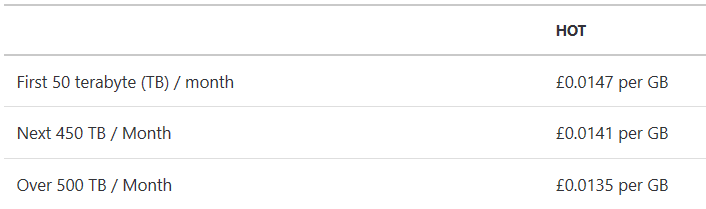 HOT
First 50 terabyte (TB) / month £0.0147 per GB
Next 450 TB / Month £0.0141 per GB
Over 500 TB / Month £0.0135 per GB